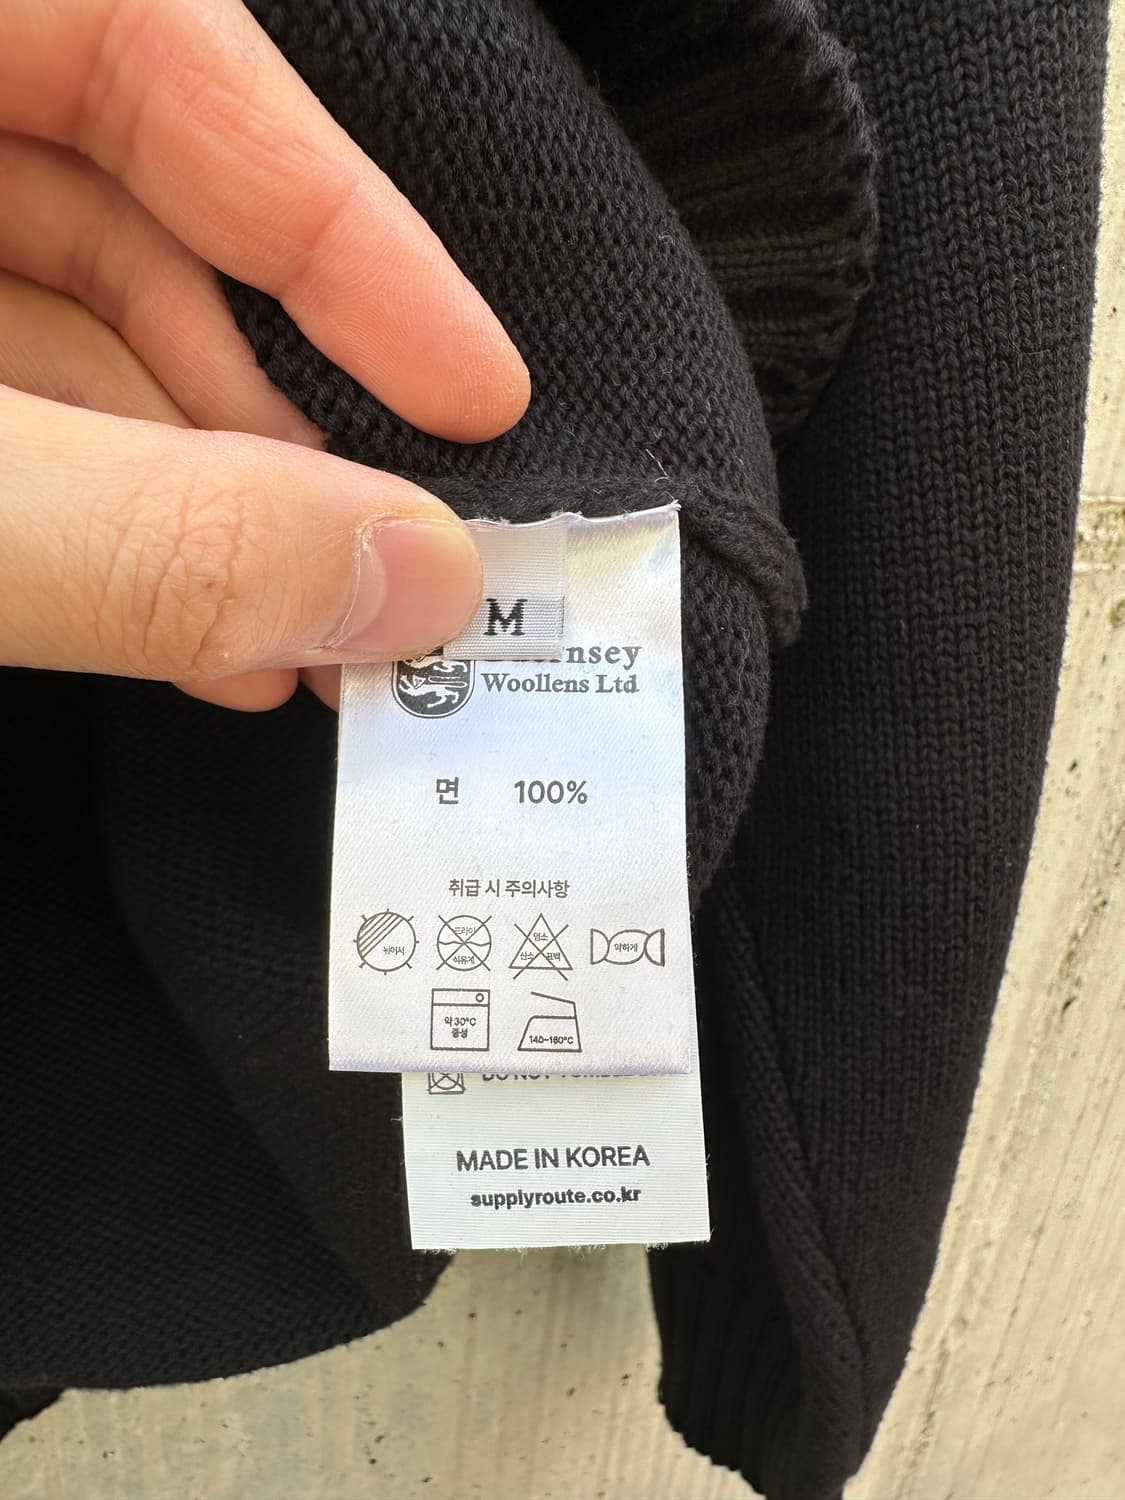 M
Woollens Ltd
면 100%
취급 시 주의사항
뉘어서
드라이
석유계
염소
산소 표백
약하게
약 30°C
중성
140~160°C
MADE IN KOREA
supplyroute.co.kr